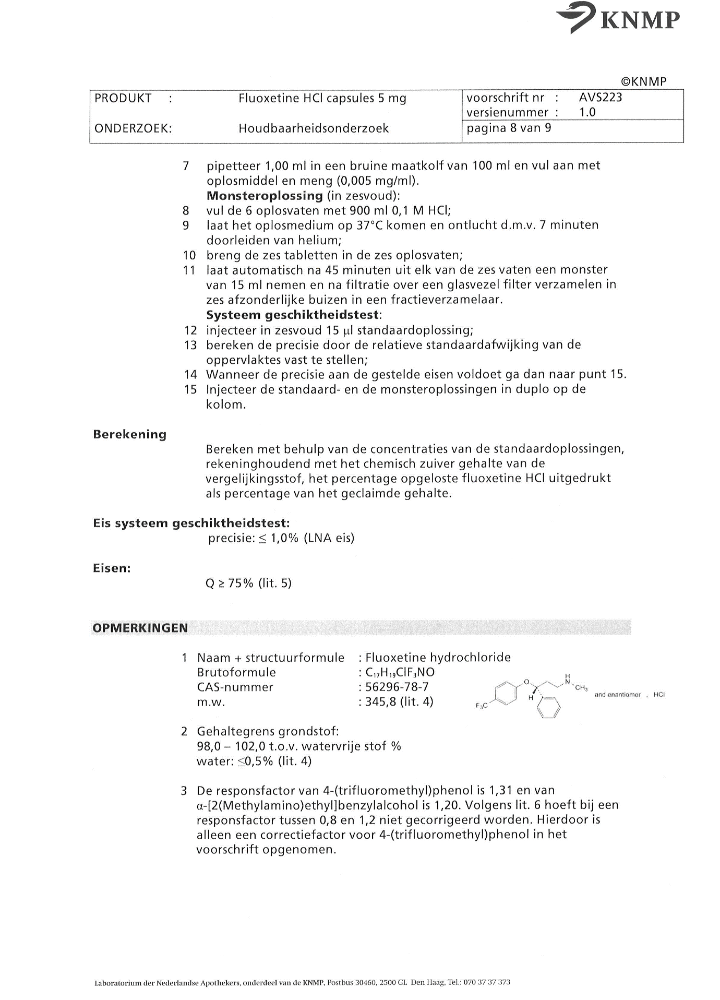 KNMP
©KNMP
PRODUKT : Fluoxetine HCl capsules 5 mg voorschrift nr : AVS223
versienummer : 1.0
ONDERZOEK: Houdbaarheidsonderzoek pagina 8 van 9
7 pipetteer 1,00 ml in een bruine maatkolf van 100 ml en vul aan met
oplosmiddel en meng (0,005 mg/ml).
Monsteroplossing (in zesvoud):
8 vul de 6 oplosvaten met 900 ml 0,1 M HCl;
9 laat het oplosmedium op 37°C komen en ontlucht d.m.v. 7 minuten
doorleiden van helium;
10 breng de zes tabletten in de zes oplosvaten;
11 laat automatisch na 45 minuten uit elk van de zes vaten een monster
van 15 ml nemen en na filtratie over een glasvezel filter verzamelen in
zes afzonderlijke buizen in een fractieverzamelaar.
Systeem geschiktheidstest:
12 injecteer in zesvoud 15 µl standaardoplossing;
13 bereken de precisie door de relatieve standaardafwijking van de
oppervlaktes vast te stellen;
14 Wanneer de precisie aan de gestelde eisen voldoet ga dan naar punt 15.
15 Injecteer de standaard- en de monsteroplossingen in duplo op de
kolom.
Berekening
Bereken met behulp van de concentraties van de standaardoplossingen,
rekeninghoudend met het chemisch zuiver gehalte van de
vergelijkingsstof, het percentage opgeloste fluoxetine HCl uitgedrukt
als percentage van het geclaimde gehalte.
Eis systeem geschiktheidstest:
precisie: ≤ 1,0% (LNA eis)
Eisen:
Q ≥ 75% (lit. 5)
OPMERKINGEN
1 Naam + structuurformule : Fluoxetine hydrochloride
Brutoformule : C₁₇H₁₉ClF₃NO
CAS-nummer : 56296-78-7
m.w. : 345,8 (lit. 4)
F₃C O H H N CH₃ and enantiomer . HCl
2 Gehaltegrens grondstof:
98,0 – 102,0 t.o.v. watervrije stof %
water: ≤0,5% (lit. 4)
3 De responsfactor van 4-(trifluoromethyl)phenol is 1,31 en van
α-[2(Methylamino)ethyl]benzylalcohol is 1,20. Volgens lit. 6 hoeft bij een
responsfactor tussen 0,8 en 1,2 niet gecorrigeerd worden. Hierdoor is
alleen een correctiefactor voor 4-(trifluoromethyl)phenol in het
voorschrift opgenomen.
Laboratorium der Nederlandse Apothekers, onderdeel van de KNMP, Postbus 30460, 2500 GL Den Haag, Tel.: 070 37 37 373